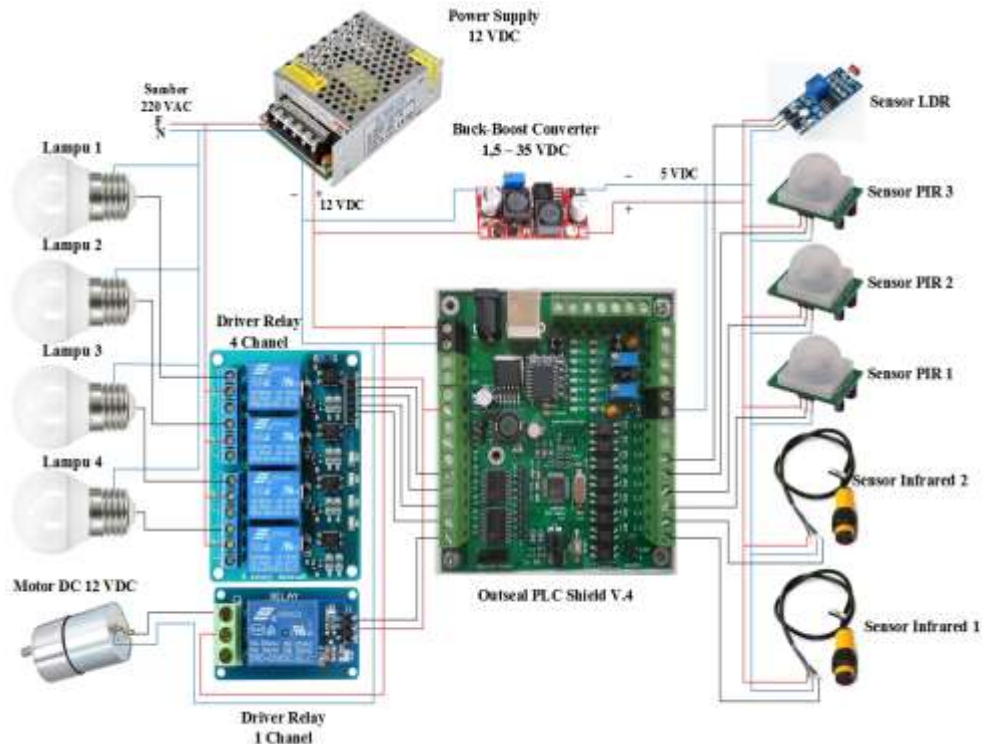 Power Supply
12 VDC
Sumber
220 VAC
F
N
Buck-Boost Converter
1,5 – 35 VDC
Sensor LDR
Lampu 1
–
+
12 VDC
–
5 VDC
+
Sensor PIR 3
Lampu 2
Sensor PIR 2
Driver Relay
4 Chanel
Lampu 3
Sensor PIR 1
Lampu 4
Sensor Infrared 2
Motor DC 12 VDC
RELAY
Outseal PLC Shield V.4
Sensor Infrared 1
Driver Relay
1 Chanel